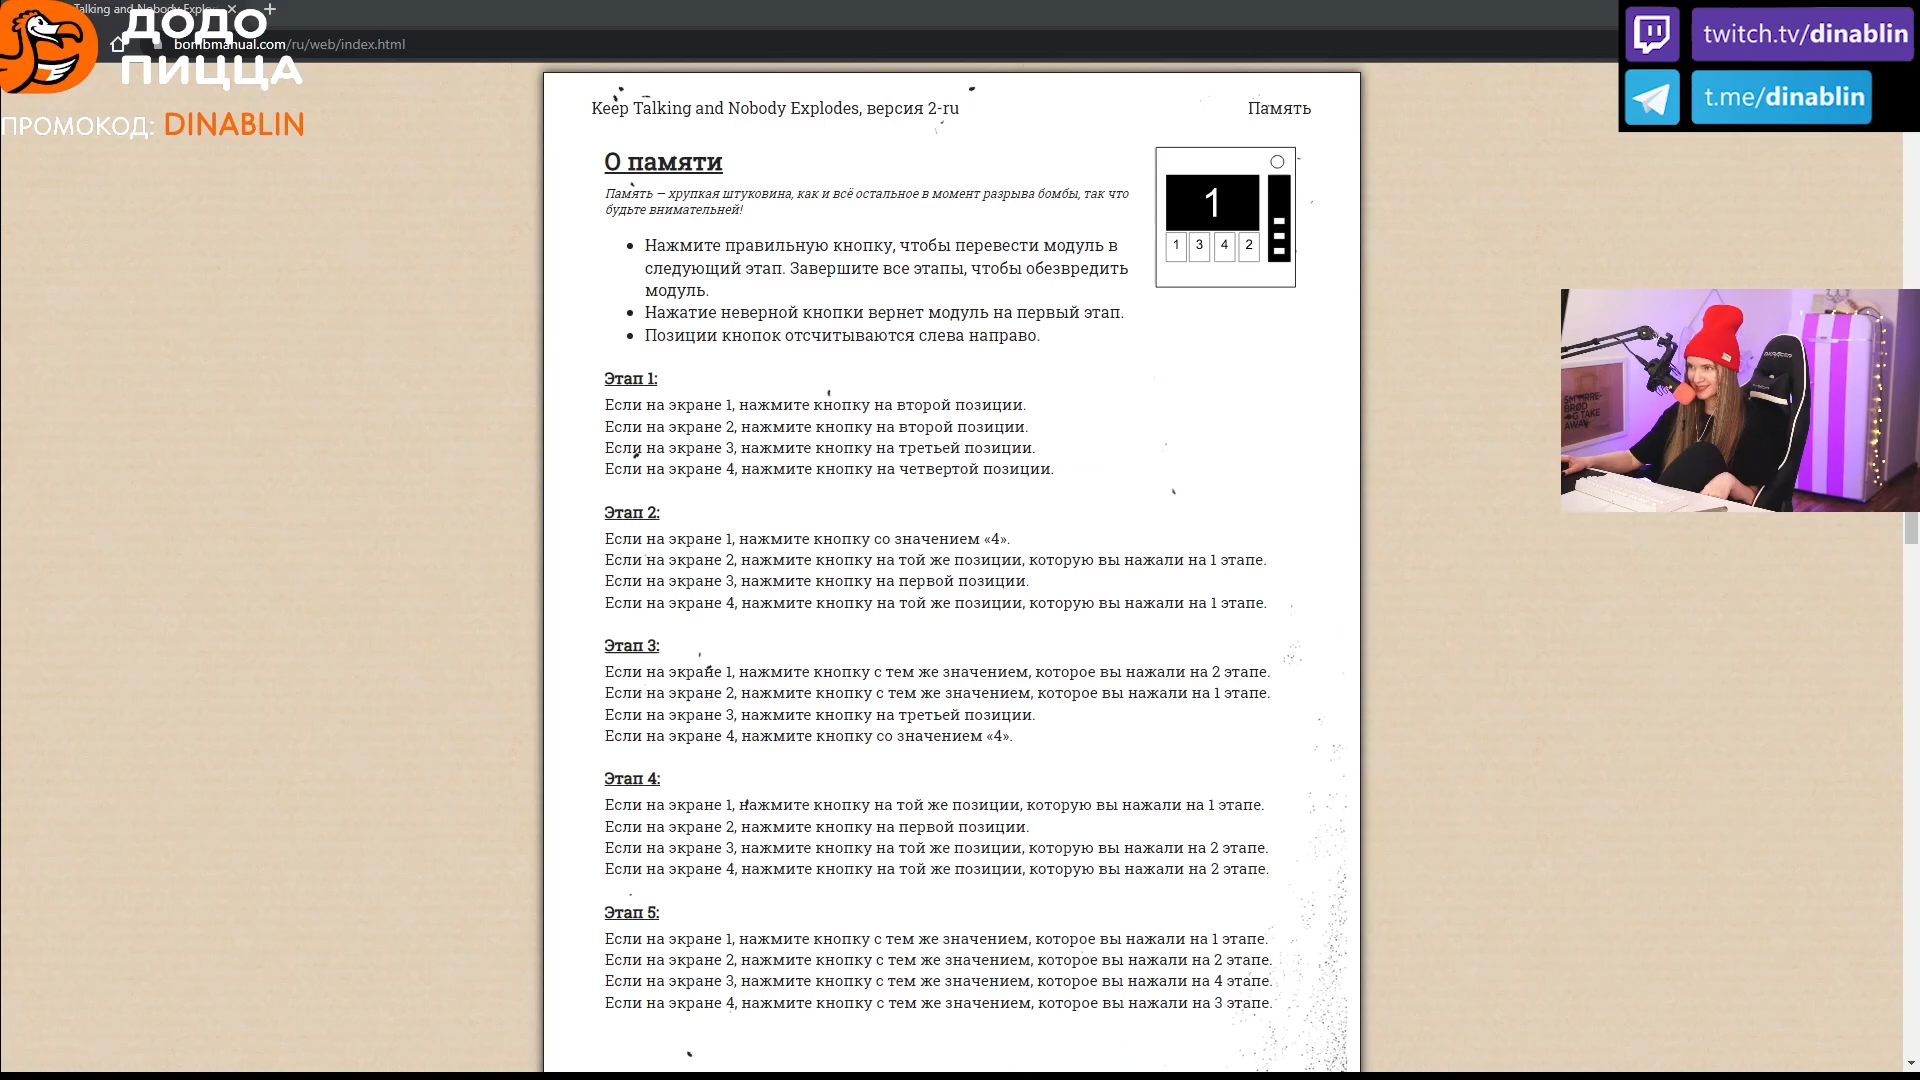 Talking and Nobody Explo
ДОДО
ПИЦЦА
bombmanual.com/ru/web/index.html
ПРОМОКОД: DINABLIN
twitch.tv/dinablin
t.me/dinablin
Keep Talking and Nobody Explodes, версия 2-ru
Память
О памяти
Память — хрупкая штуковина, как и всё остальное в момент разрыва бомбы, так что
будьте внимательней!
1
1 3 4 2
• Нажмите правильную кнопку, чтобы перевести модуль в
следующий этап. Завершите все этапы, чтобы обезвредить
модуль.
• Нажатие неверной кнопки вернет модуль на первый этап.
• Позиции кнопок отсчитываются слева направо.
Этап 1:
Если на экране 1, нажмите кнопку на второй позиции.
Если на экране 2, нажмите кнопку на второй позиции.
Если на экране 3, нажмите кнопку на третьей позиции.
Если на экране 4, нажмите кнопку на четвертой позиции.
Этап 2:
Если на экране 1, нажмите кнопку со значением «4».
Если на экране 2, нажмите кнопку на той же позиции, которую вы нажали на 1 этапе.
Если на экране 3, нажмите кнопку на первой позиции.
Если на экране 4, нажмите кнопку на той же позиции, которую вы нажали на 1 этапе.
Этап 3:
Если на экране 1, нажмите кнопку с тем же значением, которое вы нажали на 2 этапе.
Если на экране 2, нажмите кнопку с тем же значением, которое вы нажали на 1 этапе.
Если на экране 3, нажмите кнопку на третьей позиции.
Если на экране 4, нажмите кнопку со значением «4».
Этап 4:
Если на экране 1, нажмите кнопку на той же позиции, которую вы нажали на 1 этапе.
Если на экране 2, нажмите кнопку на первой позиции.
Если на экране 3, нажмите кнопку на той же позиции, которую вы нажали на 2 этапе.
Если на экране 4, нажмите кнопку на той же позиции, которую вы нажали на 2 этапе.
Этап 5:
Если на экране 1, нажмите кнопку с тем же значением, которое вы нажали на 1 этапе.
Если на экране 2, нажмите кнопку с тем же значением, которое вы нажали на 2 этапе.
Если на экране 3, нажмите кнопку с тем же значением, которое вы нажали на 4 этапе.
Если на экране 4, нажмите кнопку с тем же значением, которое вы нажали на 3 этапе.